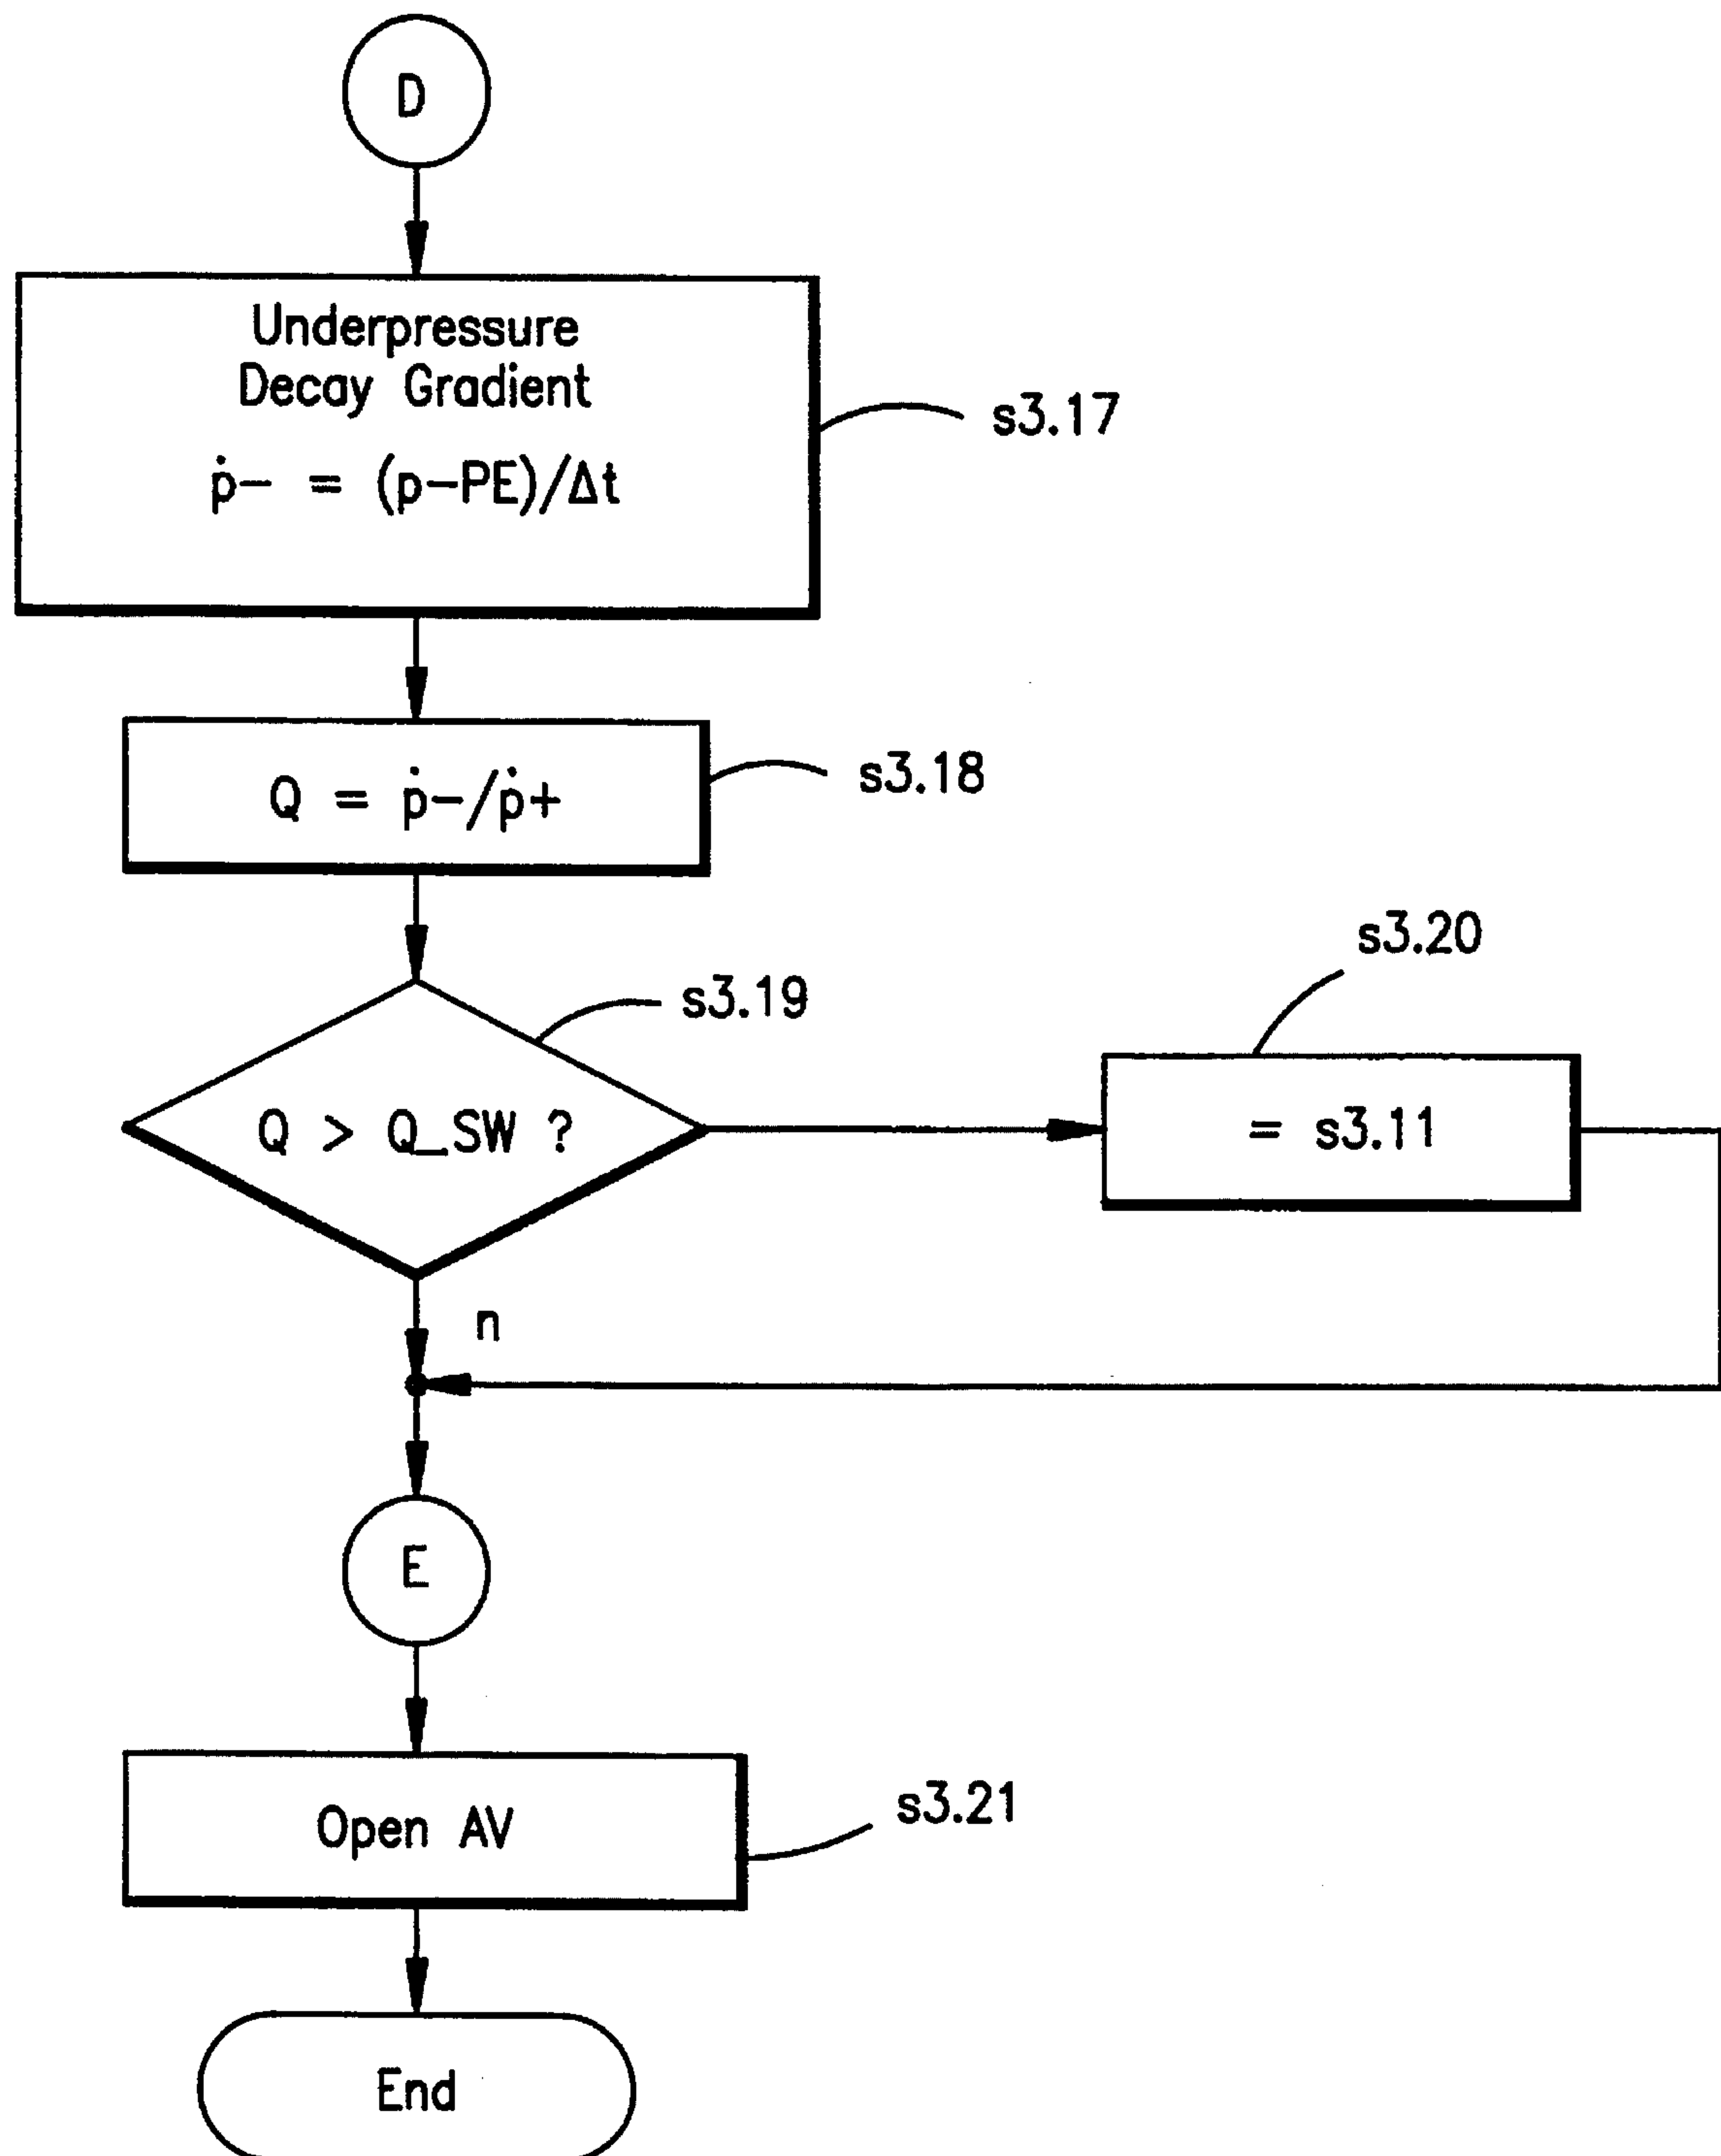 D
Underpressure
Decay Gradient
ṗ− = (p−PE)/Δt
s3.17
Q = ṗ−/ṗ+
s3.18
s3.19
s3.20
Q > Q_SW ?
= s3.11
n
E
Open AV
s3.21
End